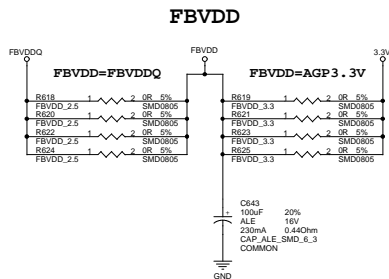 FBVDD
FBVDDQ FBVDD 3.3V
FBVDD=FBVDDQ FBVDD=AGP3.3V
R618 1 2 0R 5% R619 1 2 0R 5%
FBVDD_2.5 SMD0805 FBVDD_3.3 SMD0805
R620 1 2 0R 5% R621 1 2 0R 5%
FBVDD_2.5 SMD0805 FBVDD_3.3 SMD0805
R622 1 2 0R 5% R623 1 2 0R 5%
FBVDD_2.5 SMD0805 FBVDD_3.3 SMD0805
R624 1 2 0R 5% R625 1 2 0R 5%
FBVDD_2.5 SMD0805 FBVDD_3.3 SMD0805
C643
+ 100uF 20%
ALE 16V
230mA 0.44Ohm
CAP_ALE_SMD_6_3
COMMON
GND